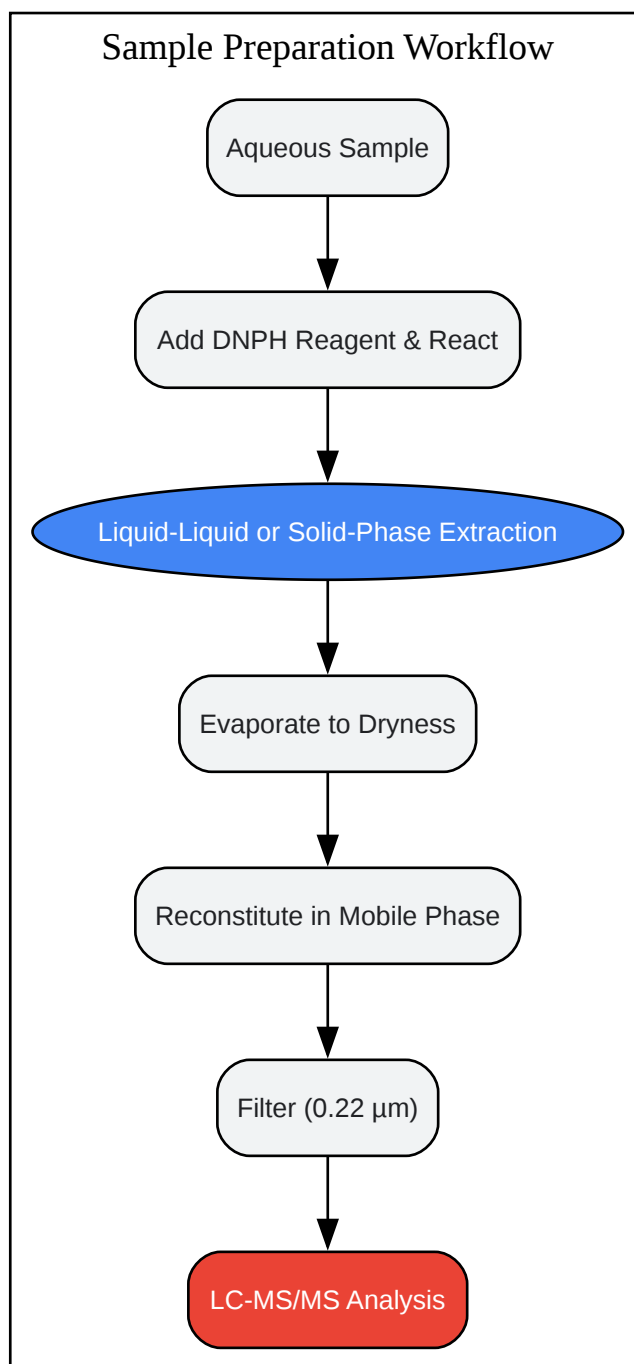 Sample Preparation Workflow
Aqueous Sample
Add DNPH Reagent & React
Liquid-Liquid or Solid-Phase Extraction
Evaporate to Dryness
Reconstitute in Mobile Phase
Filter (0.22 µm)
LC-MS/MS Analysis